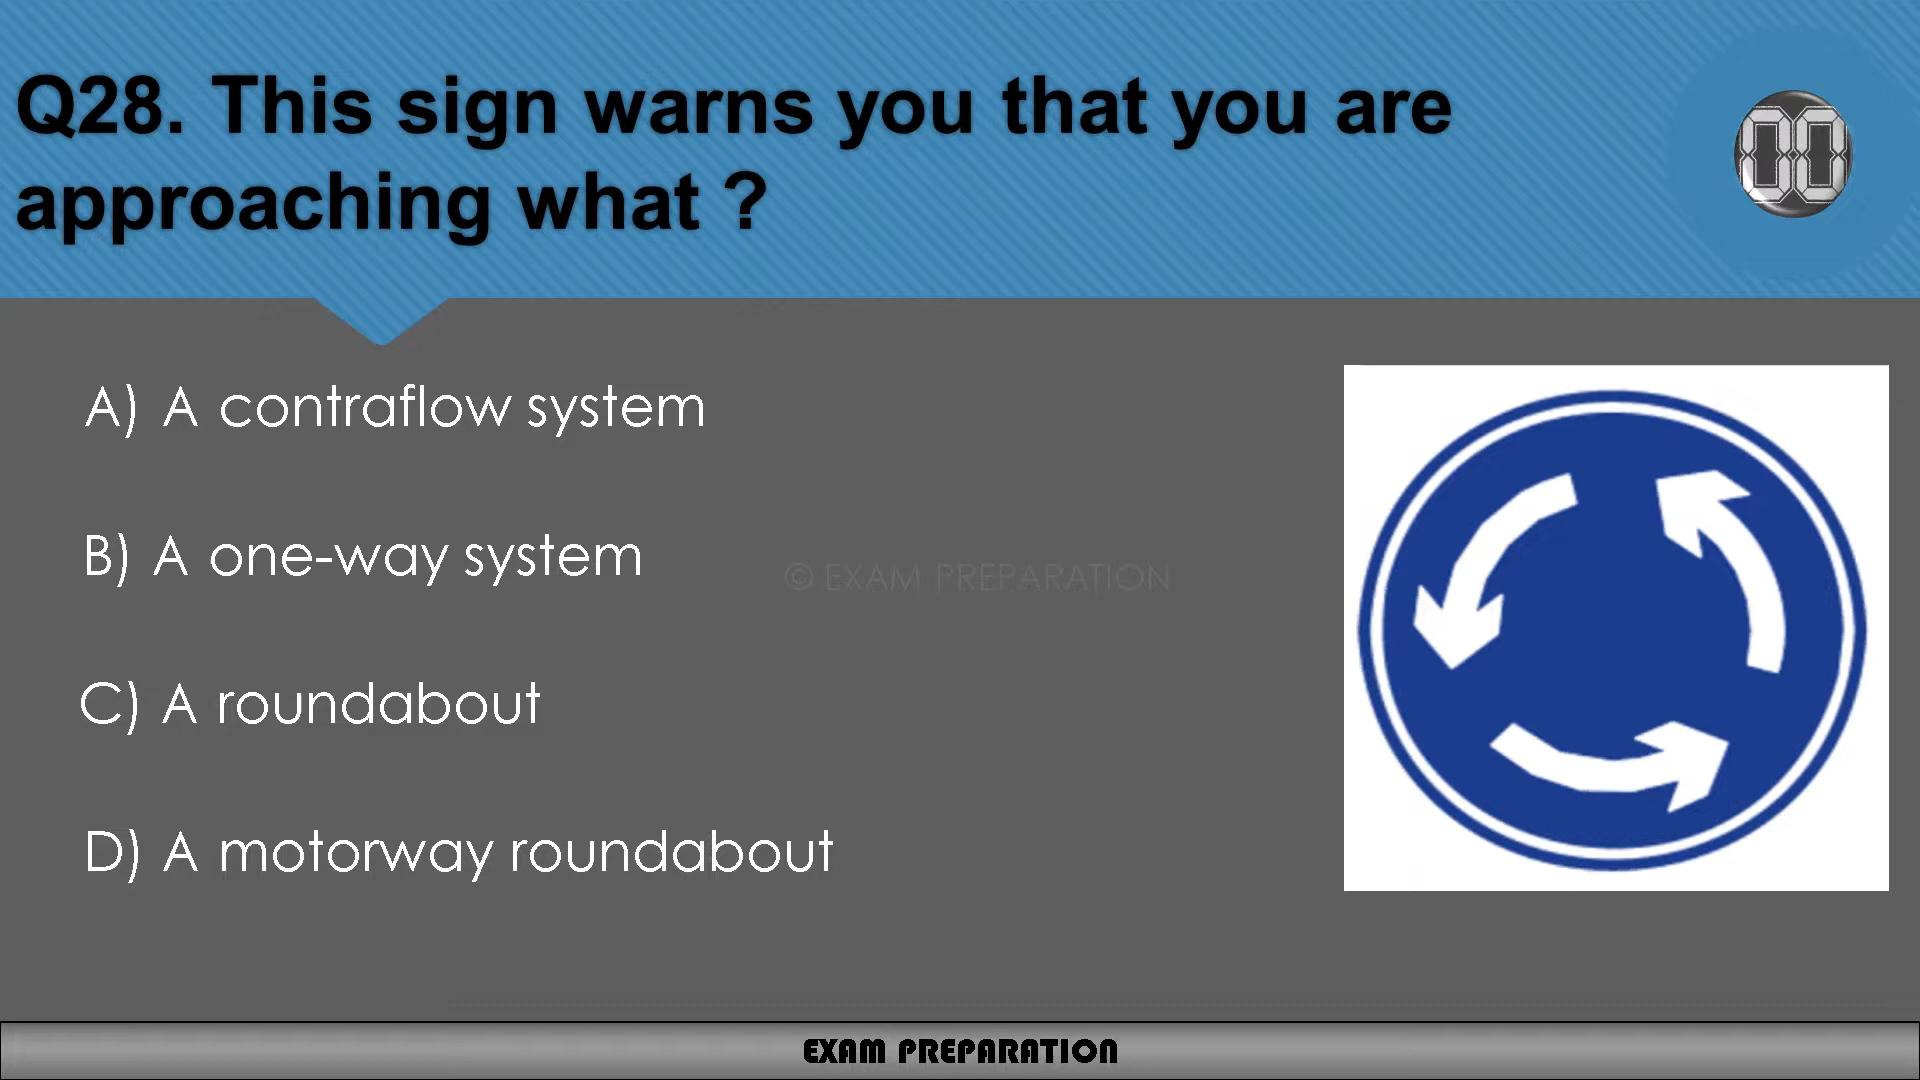 Q28. This sign warns you that you are
approaching what ?
00
A) A contraflow system
B) A one-way system
© EXAM PREPARATION
C) A roundabout
D) A motorway roundabout
EXAM PREPARATION